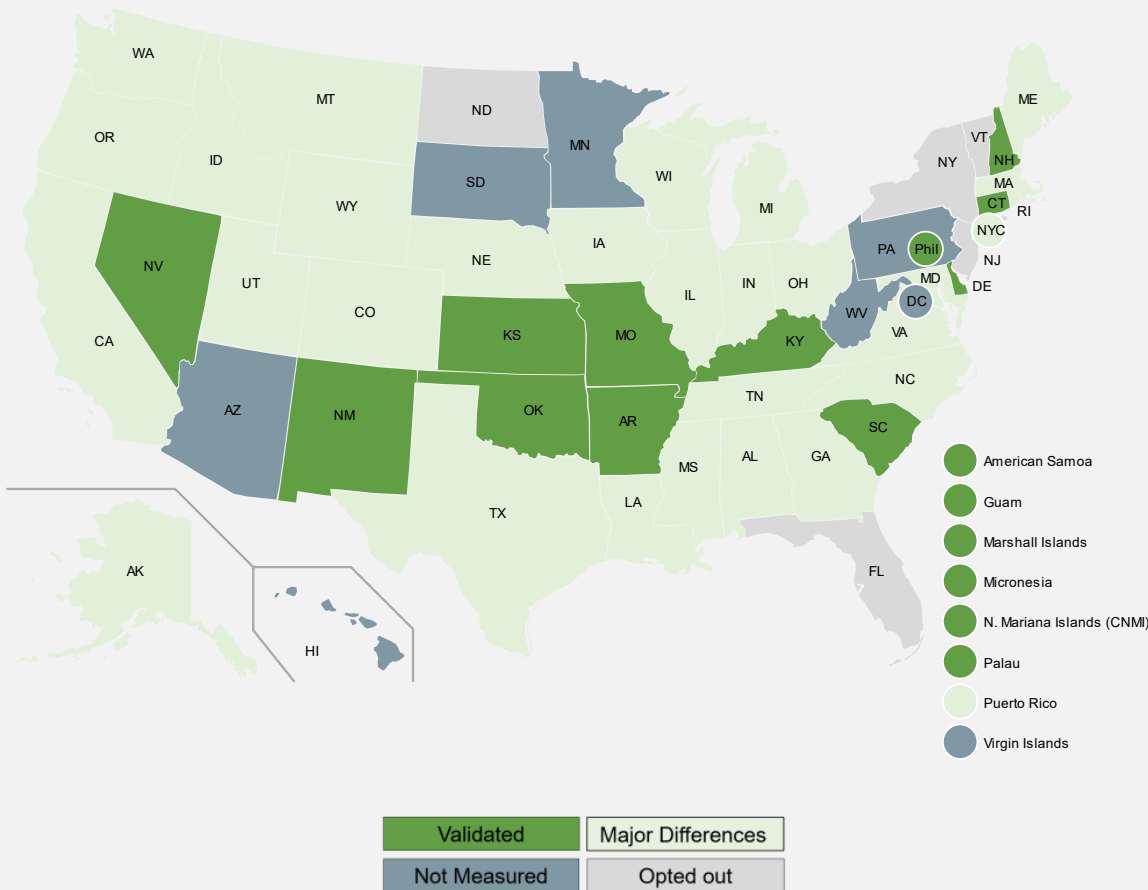 WA
MT
ND
MN
ME
OR
ID
SD
WI
VT
NY
NH
WY
MI
MA
CT
RI
NV
IA
NE
NYC
PA
Phil
NJ
UT
IL
IN
OH
MD
DE
CO
WV
DC
CA
KS
MO
KY
VA
AZ
NM
OK
AR
TN
NC
SC
MS
AL
GA
TX
LA
FL
AK
HI
American Samoa
Guam
Marshall Islands
Micronesia
N. Mariana Islands (CNMI)
Palau
Puerto Rico
Virgin Islands
Validated
Major Differences
Not Measured
Opted out